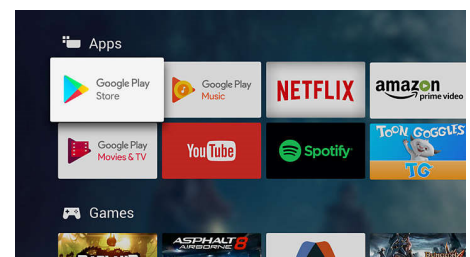 Apps
Google Play
Store
Google Play
Music
NETFLIX
amazon
prime video
Google Play
Movies & TV
YouTube
Spotify
TOON GOGGLES
TG
Games
ASPHALT 8
AIRBORNE